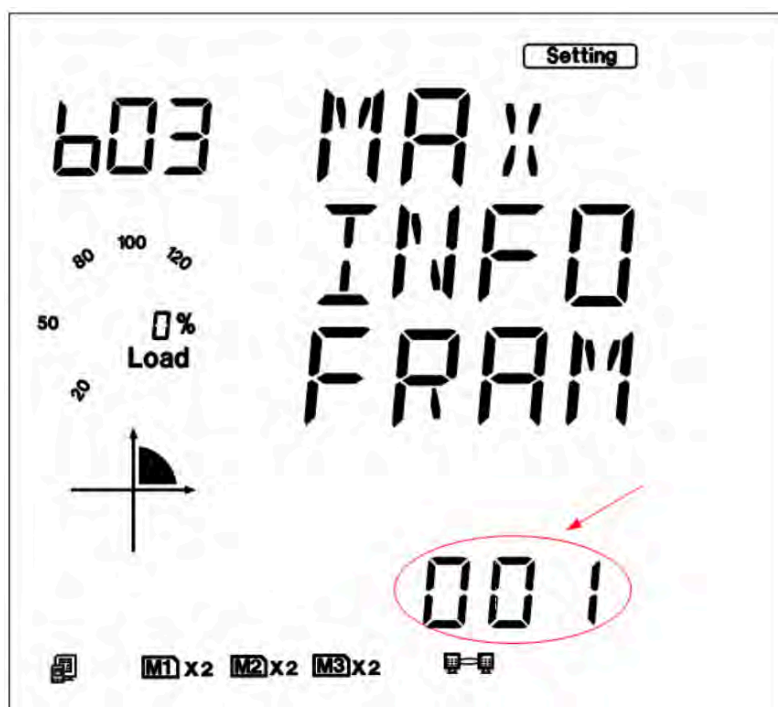 Setting
b03 MAX
INFO
FRAM
80 100 120
50 0%
Load
20
001
M1 X2 M2 X2 M3 X2